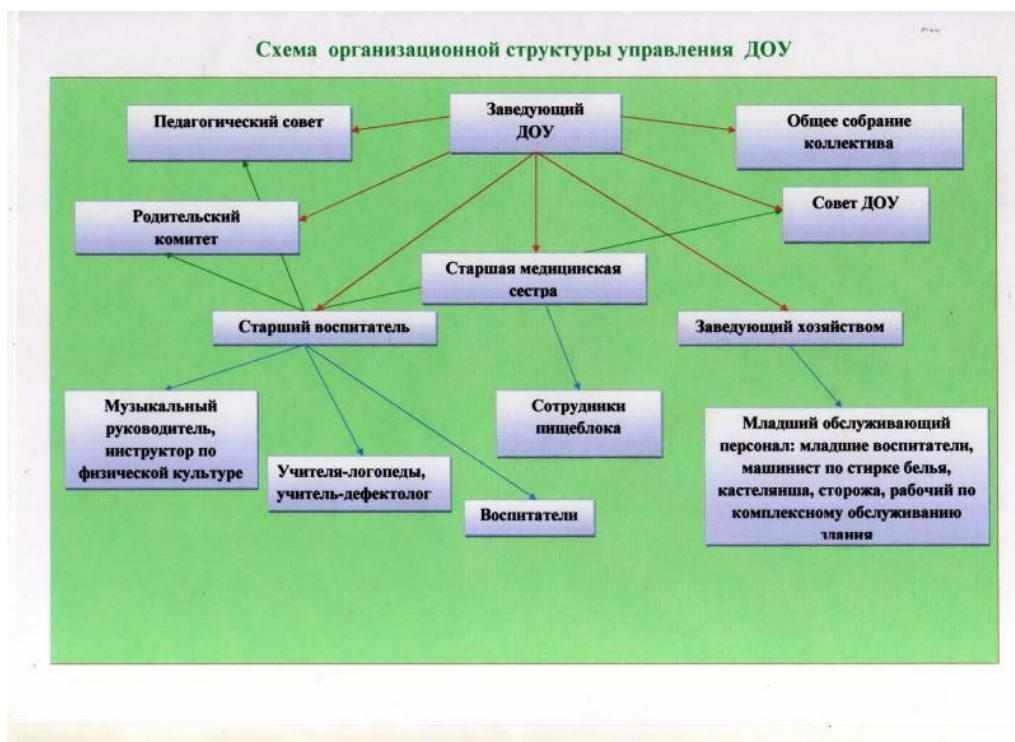 Схема организационной структуры управления ДОУ
Педагогический совет
Заведующий
ДОУ
Общее собрание
коллектива
Родительский
комитет
Совет ДОУ
Старшая медицинская
сестра
Старший воспитатель
Заведующий хозяйством
Музыкальный
руководитель,
инструктор по
физической культуре
Сотрудники
пищеблока
Младший обслуживающий
персонал: младшие воспитатели,
машинист по стирке белья,
кастелянша, сторожа, рабочий по
комплексному обслуживанию
здания
Учителя-логопеды,
учитель-дефектолог
Воспитатели